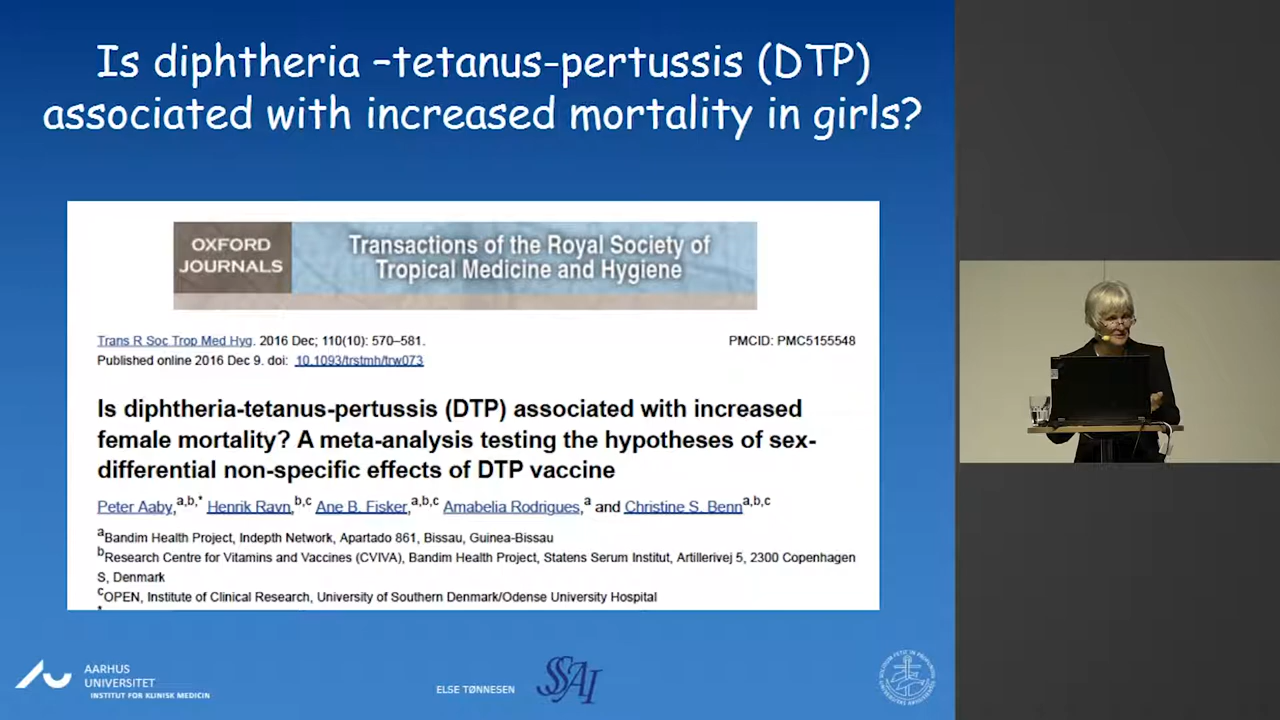 Is diphtheria –tetanus-pertussis (DTP)
associated with increased mortality in girls?
OXFORD
JOURNALS
Transactions of the Royal Society of
Tropical Medicine and Hygiene
Trans R Soc Trop Med Hyg. 2016 Dec; 110(10): 570–581.
PMCID: PMC5155548
Published online 2016 Dec 9. doi: 10.1093/trstmh/trw073
Is diphtheria-tetanus-pertussis (DTP) associated with increased
female mortality? A meta-analysis testing the hypotheses of sex-
differential non-specific effects of DTP vaccine
Peter Aaby,a,b,* Henrik Ravn,b,c Ane B. Fisker,a,b,c Amabelia Rodrigues,a and Christine S. Benna,b,c
aBandim Health Project, Indepth Network, Apartado 861, Bissau, Guinea-Bissau
bResearch Centre for Vitamins and Vaccines (CVIVA), Bandim Health Project, Statens Serum Institut, Artillerivej 5, 2300 Copenhagen
S, Denmark
cOPEN, Institute of Clinical Research, University of Southern Denmark/Odense University Hospital
AARHUS
UNIVERSITET
INSTITUT FOR KLINISK MEDICIN
ELSE TØNNESEN
SSAI